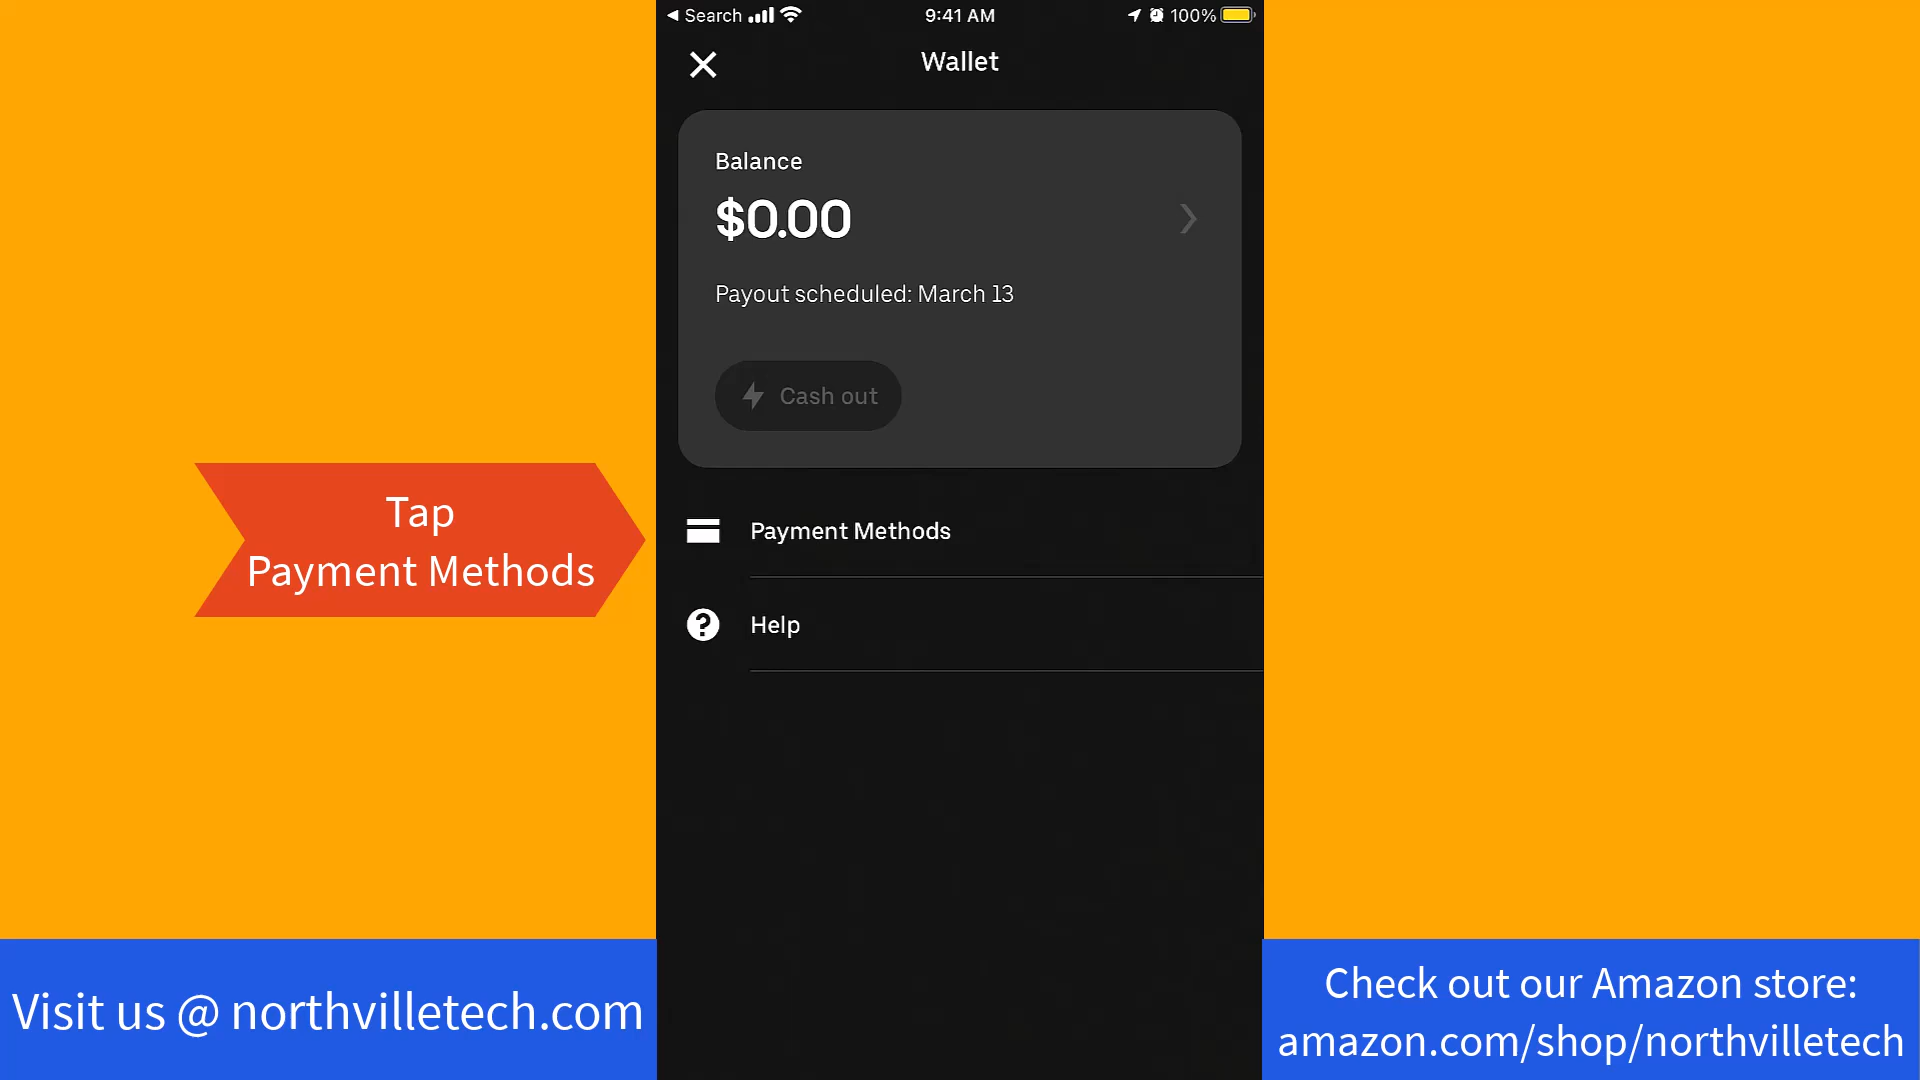 Search
9:41 AM
100%
Wallet
Balance
$0.00
Payout scheduled: March 13
Cash out
Tap
Payment Methods
Payment Methods
Help
Visit us @ northvilletech.com
Check out our Amazon store:
amazon.com/shop/northvilletech